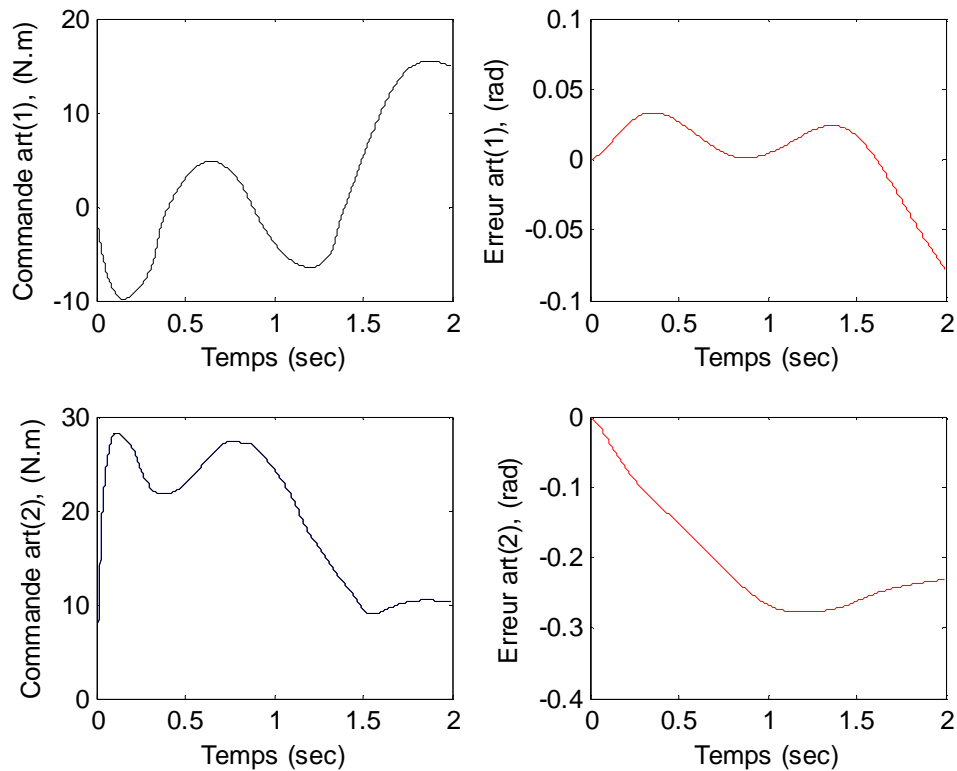 Commande art(1), (N.m)
20
10
0
-10
0 0.5 1 1.5 2
Temps (sec)
Erreur art(1), (rad)
0.1
0.05
0
-0.05
-0.1
0 0.5 1 1.5 2
Temps (sec)
Commande art(2), (N.m)
30
20
10
0
0 0.5 1 1.5 2
Temps (sec)
Erreur art(2), (rad)
0
-0.1
-0.2
-0.3
-0.4
0 0.5 1 1.5 2
Temps (sec)